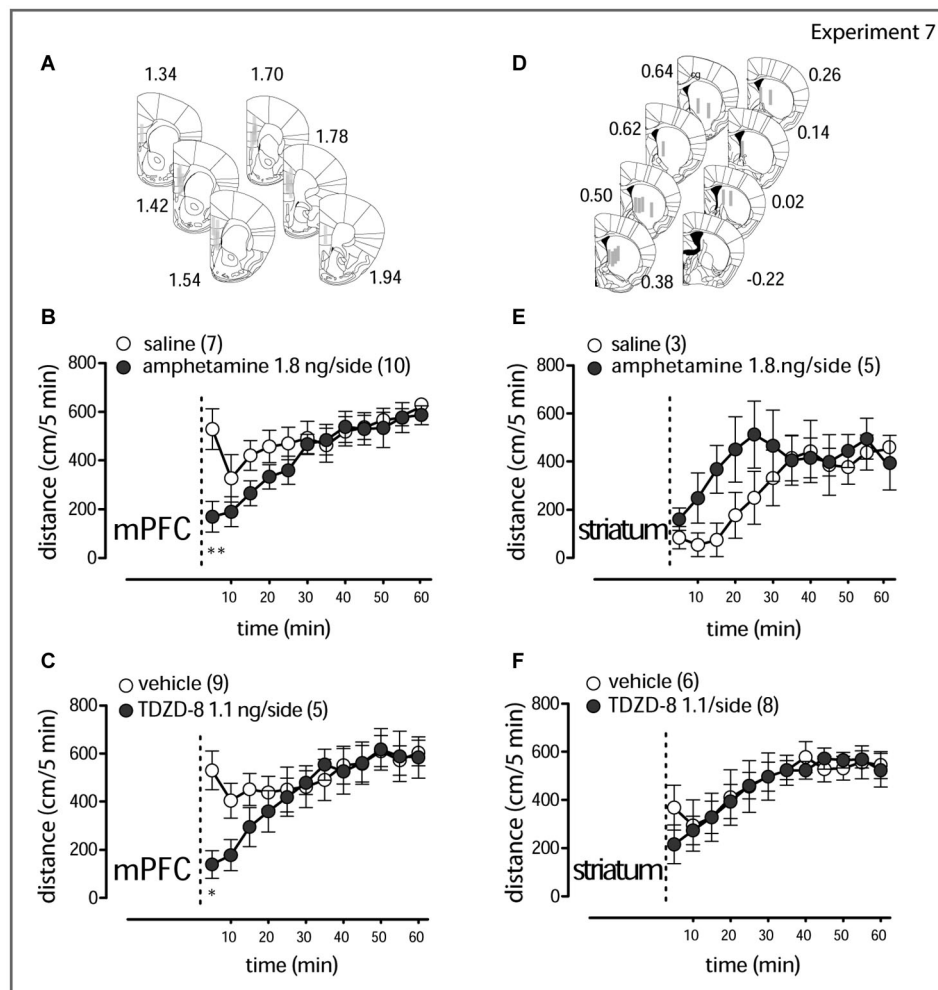 Experiment 7
A
1.34
1.70
1.78
1.42
1.54
1.94
D
0.64
cg
0.26
0.62
0.14
0.50
0.02
0.38
-0.22
B
saline (7)
amphetamine 1.8 ng/side (10)
distance (cm/5 min)
800
600
400
200
0
mPFC
**
10 20 30 40 50 60
time (min)
E
saline (3)
amphetamine 1.8.ng/side (5)
distance (cm/5 min)
800
600
400
200
0
striatum
10 20 30 40 50 60
time (min)
C
vehicle (9)
TDZD-8 1.1 ng/side (5)
distance (cm/5 min)
800
600
400
200
0
mPFC
*
10 20 30 40 50 60
time (min)
F
vehicle (6)
TDZD-8 1.1/side (8)
distance (cm/5 min)
800
600
400
200
0
striatum
10 20 30 40 50 60
time (min)